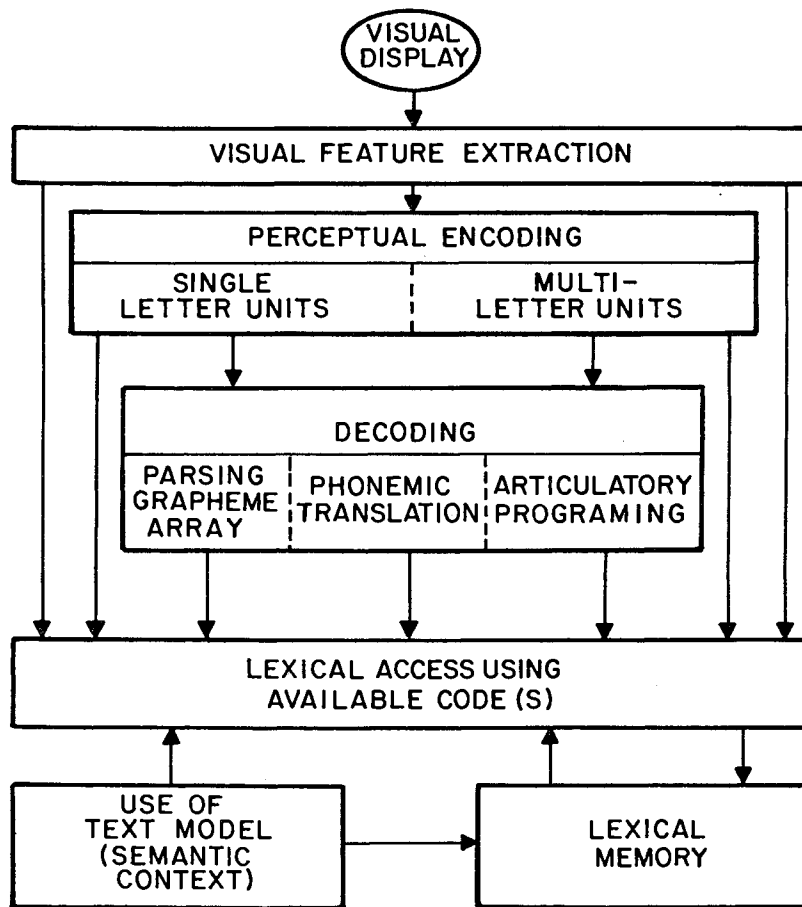 VISUAL
DISPLAY
VISUAL FEATURE EXTRACTION
PERCEPTUAL ENCODING
SINGLE
LETTER UNITS
MULTI-
LETTER UNITS
DECODING
PARSING
GRAPHEME
ARRAY
PHONEMIC
TRANSLATION
ARTICULATORY
PROGRAMING
LEXICAL ACCESS USING
AVAILABLE CODE (S)
USE OF
TEXT MODEL
(SEMANTIC
CONTEXT)
LEXICAL
MEMORY